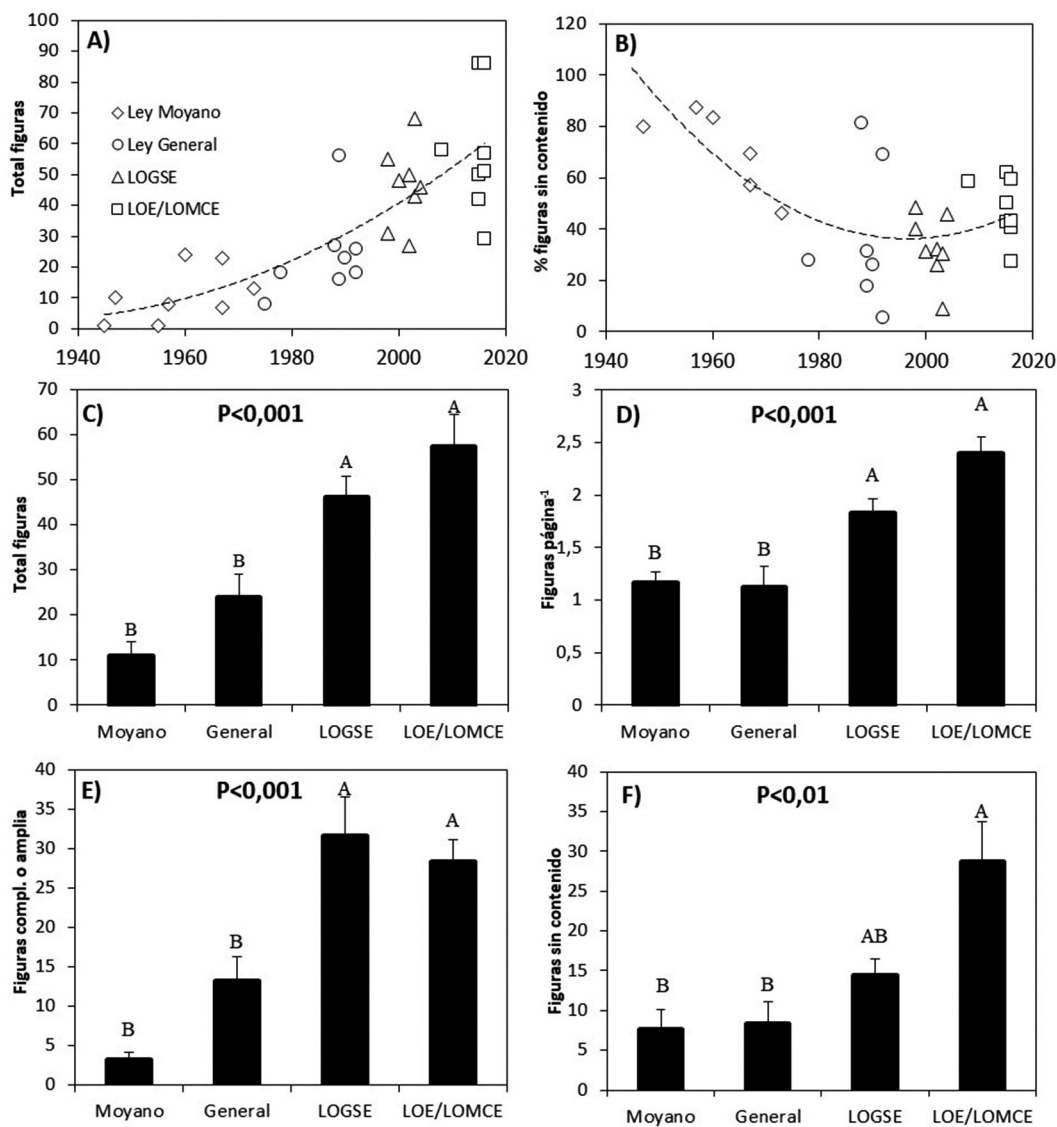 A)
Total figuras
100
90
80
70
60
50
40
30
20
10
0
◇ Ley Moyano
○ Ley General
△ LOGSE
□ LOE/LOMCE
1940 1960 1980 2000 2020
B)
% figuras sin contenido
120
100
80
60
40
20
0
1940 1960 1980 2000 2020
C)
P<0,001
Total figuras
70
60
50
40
30
20
10
0
B B A A
Moyano General LOGSE LOE/LOMCE
D)
P<0,001
Figuras página⁻¹
3
2,5
2
1,5
1
0,5
0
B B A A
Moyano General LOGSE LOE/LOMCE
E)
P<0,001
Figuras compl. o amplia
40
35
30
25
20
15
10
5
0
B B A A
Moyano General LOGSE LOE/LOMCE
F)
P<0,01
Figuras sin contenido
40
35
30
25
20
15
10
5
0
B B AB A
Moyano General LOGSE LOE/LOMCE